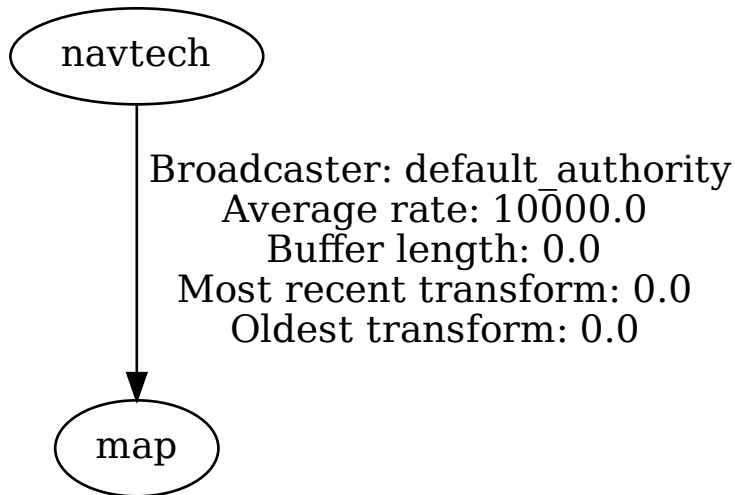 navtech
Broadcaster: default_authority
Average rate: 10000.0
Buffer length: 0.0
Most recent transform: 0.0
Oldest transform: 0.0
map